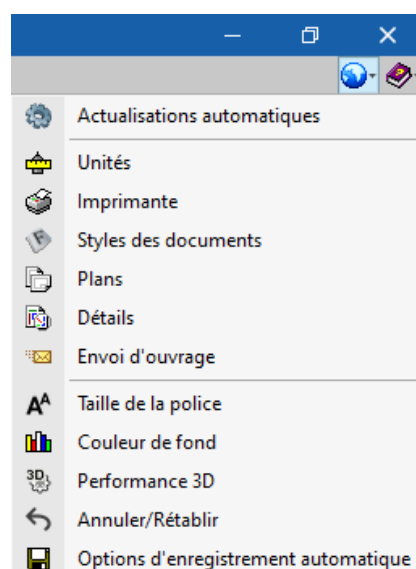 Actualisations automatiques
Unités
Imprimante
Styles des documents
Plans
Détails
Envoi d'ouvrage
Taille de la police
Couleur de fond
3D Performance 3D
Annuler/Rétablir
Options d'enregistrement automatique